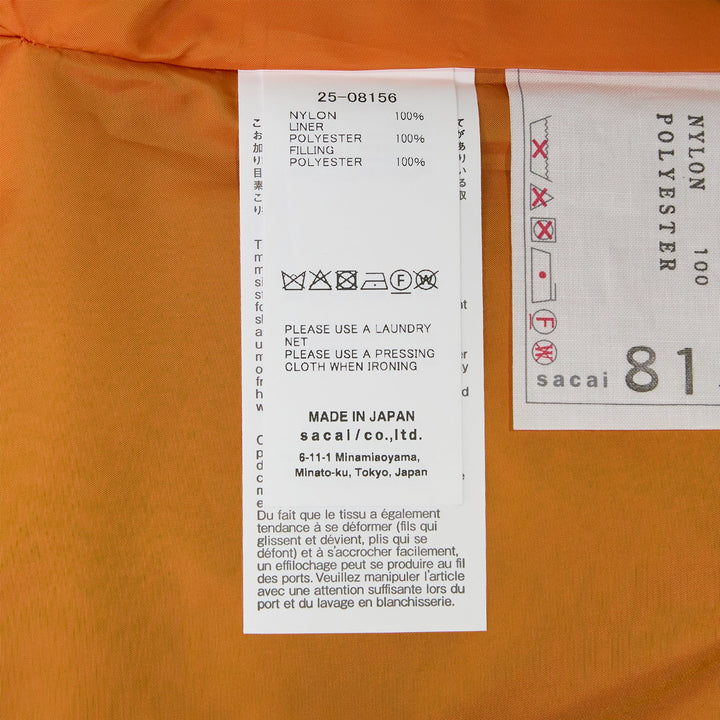 25-08156
NYLON 100%
LINER
POLYESTER 100%
FILLING
POLYESTER 100%
PLEASE USE A LAUNDRY
NET
PLEASE USE A PRESSING
CLOTH WHEN IRONING
MADE IN JAPAN
sacai/co.,ltd.
6-11-1 Minamiaoyama,
Minato-ku, Tokyo, Japan
Du fait que le tissu a également
tendance à se déformer (fils qui
glissent et dévient, plis qui se
défont) et à s'accrocher facilement,
un effilochage peut se produire au fil
des ports. Veuillez manipuler l'article
avec une attention suffisante lors du
port et du lavage en blanchisserie.
NYLON 100
POLYESTER
sacai 81